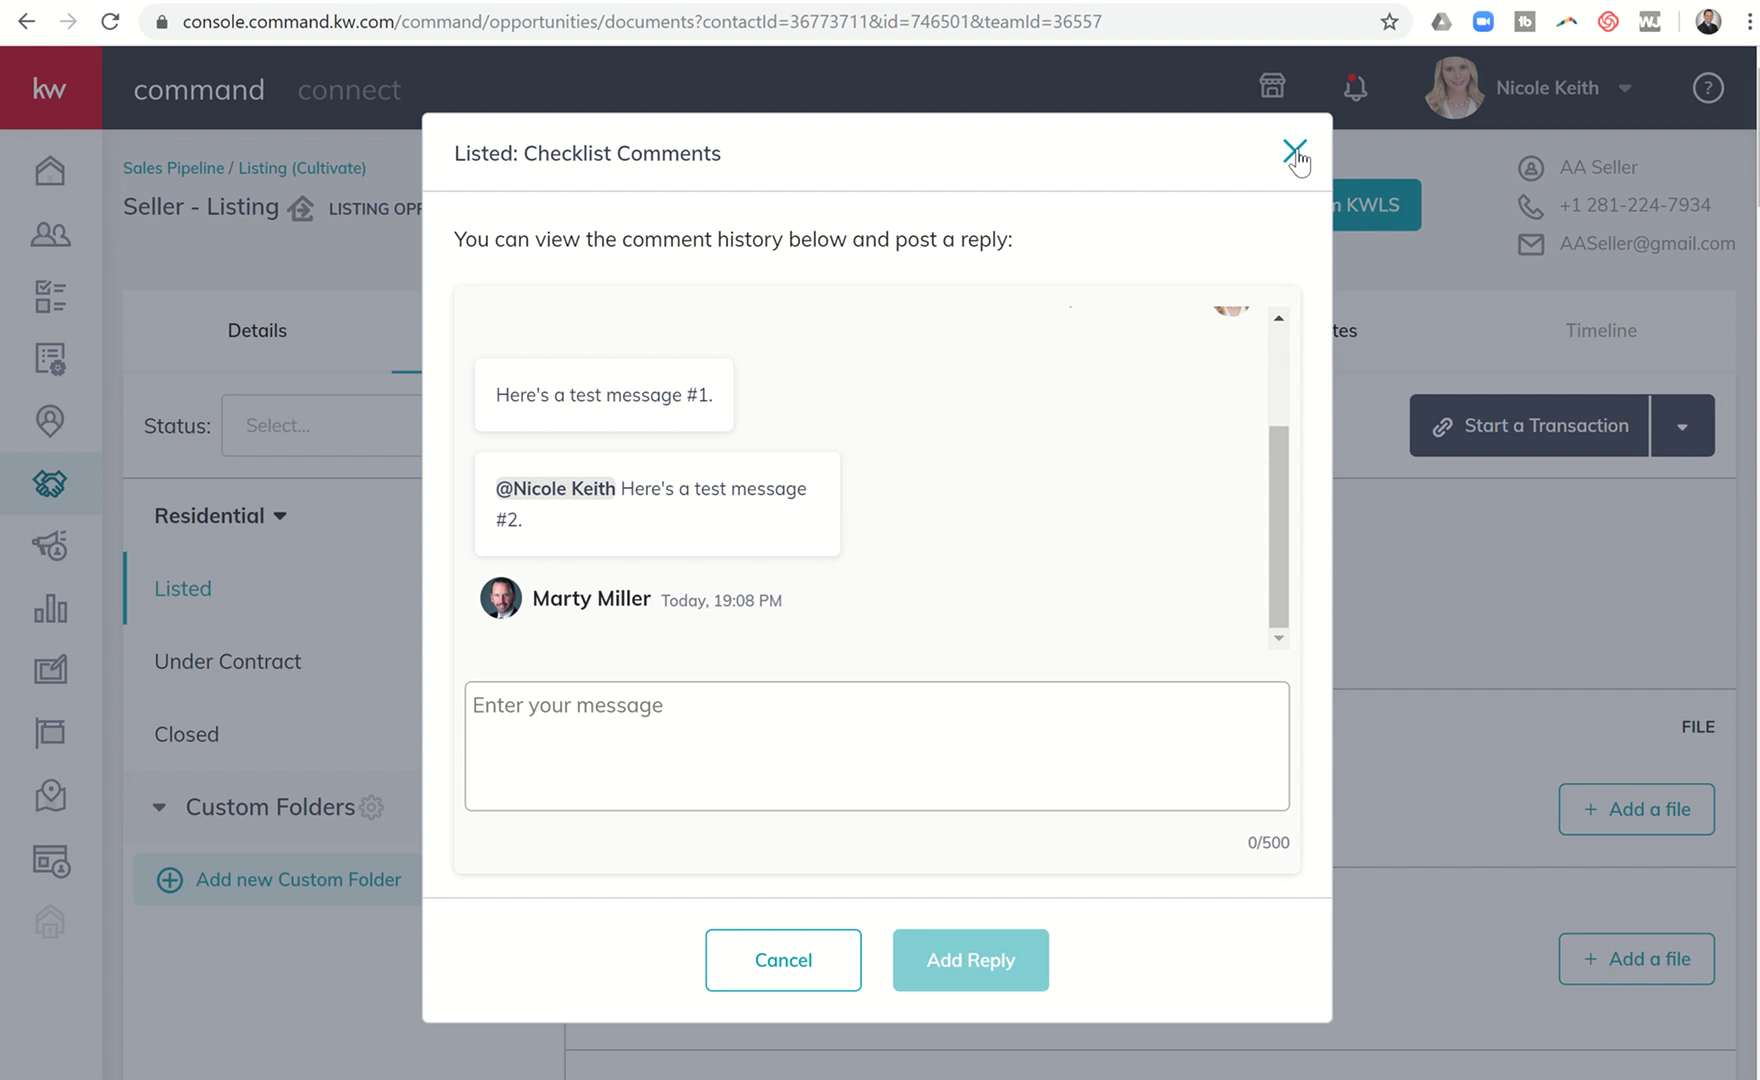 console.command.kw.com/command/opportunities/documents?contactId=36773711&id=746501&teamId=36557
kw
command connect
Nicole Keith
Sales Pipeline / Listing (Cultivate)
Seller - Listing
LISTING OPP
n KWLS
AA Seller
+1 281-224-7934
AASeller@gmail.com
Listed: Checklist Comments
You can view the comment history below and post a reply:
Details
tes
Timeline
Status:
Select...
Start a Transaction
Here's a test message #1.
@Nicole Keith Here's a test message
#2.
Marty Miller Today, 19:08 PM
Residential
Listed
Under Contract
Closed
Custom Folders
Add new Custom Folder
Enter your message
0/500
FILE
+ Add a file
+ Add a file
Cancel
Add Reply